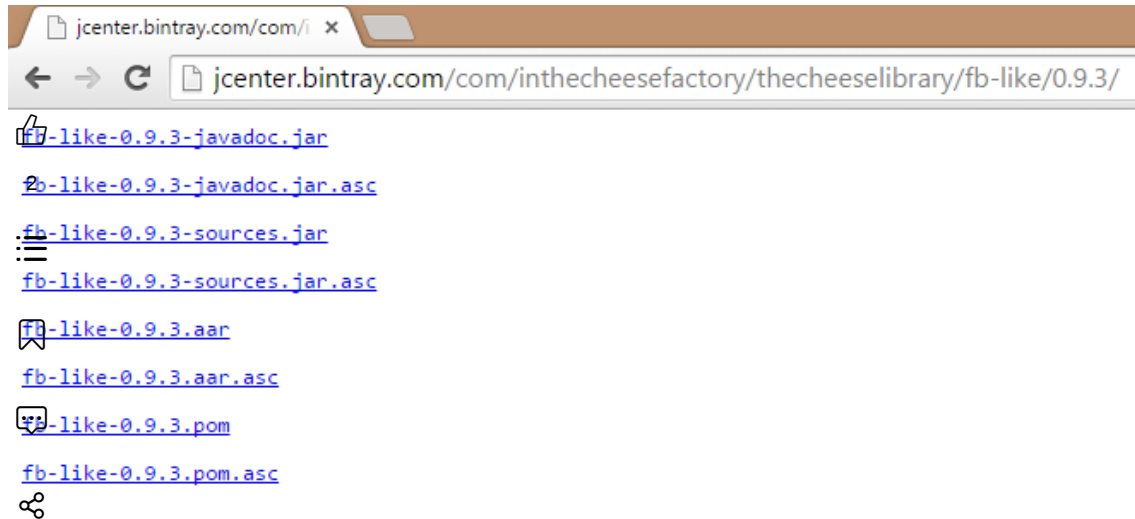 jcenter.bintray.com/com/i
jcenter.bintray.com/com/inthecheesefactory/thecheeselibrary/fb-like/0.9.3/
fb-like-0.9.3-javadoc.jar
2
fb-like-0.9.3-javadoc.jar.asc
fb-like-0.9.3-sources.jar
fb-like-0.9.3-sources.jar.asc
fb-like-0.9.3.aar
fb-like-0.9.3.aar.asc
fb-like-0.9.3.pom
fb-like-0.9.3.pom.asc